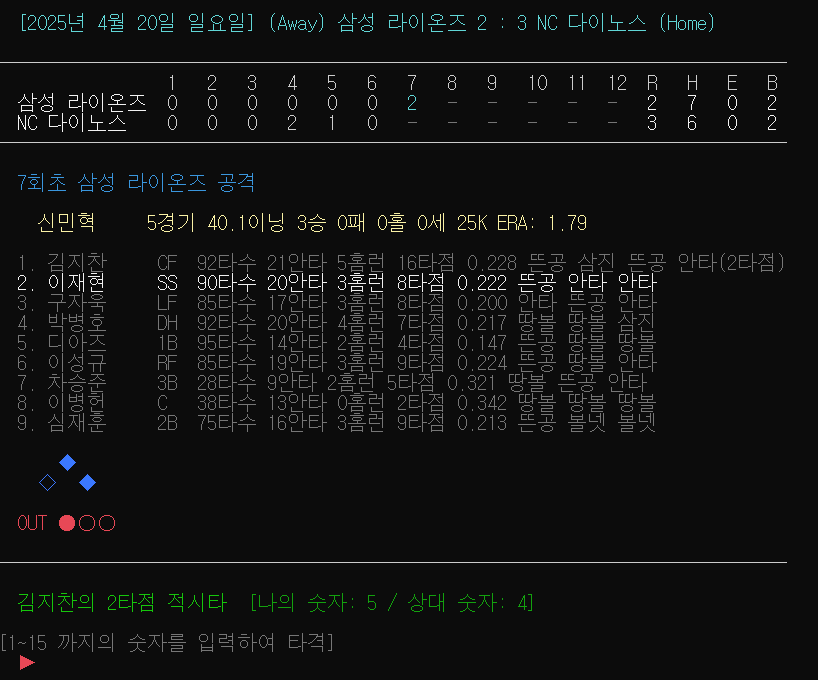 [2025년 4월 20일 일요일] (Away) 삼성 라이온즈 2 : 3 NC 다이노스 (Home)
1 2 3 4 5 6 7 8 9 10 11 12 R H E B
삼성 라이온즈 0 0 0 0 0 0 2 - - - - - 2 7 0 2
NC 다이노스 0 0 0 2 1 0 - - - - - - 3 6 0 2
7회초 삼성 라이온즈 공격
신민혁 5경기 40.1이닝 3승 0패 0홀 0세 25K ERA: 1.79
1. 김지찬 CF 92타수 21안타 5홈런 16타점 0.228 뜬공 삼진 뜬공 안타(2타점)
2. 이재현 SS 90타수 20안타 3홈런 8타점 0.222 뜬공 안타 안타
3. 구자욱 LF 85타수 17안타 3홈런 8타점 0.200 안타 뜬공 안타
4. 박병호 DH 92타수 20안타 4홈런 7타점 0.217 땅볼 땅볼 삼진
5. 디아즈 1B 95타수 14안타 2홈런 4타점 0.147 뜬공 땅볼 땅볼
6. 이성규 RF 85타수 19안타 3홈런 9타점 0.224 뜬공 땅볼 안타
7. 차승준 3B 28타수 9안타 2홈런 5타점 0.321 땅볼 뜬공 안타
8. 이병헌 C 38타수 13안타 0홈런 2타점 0.342 땅볼 땅볼 땅볼
9. 심재훈 2B 75타수 16안타 3홈런 9타점 0.213 뜬공 볼넷 볼넷
OUT ●○○
김지찬의 2타점 적시타 [나의 숫자: 5 / 상대 숫자: 4]
[1~15 까지의 숫자를 입력하여 타격]